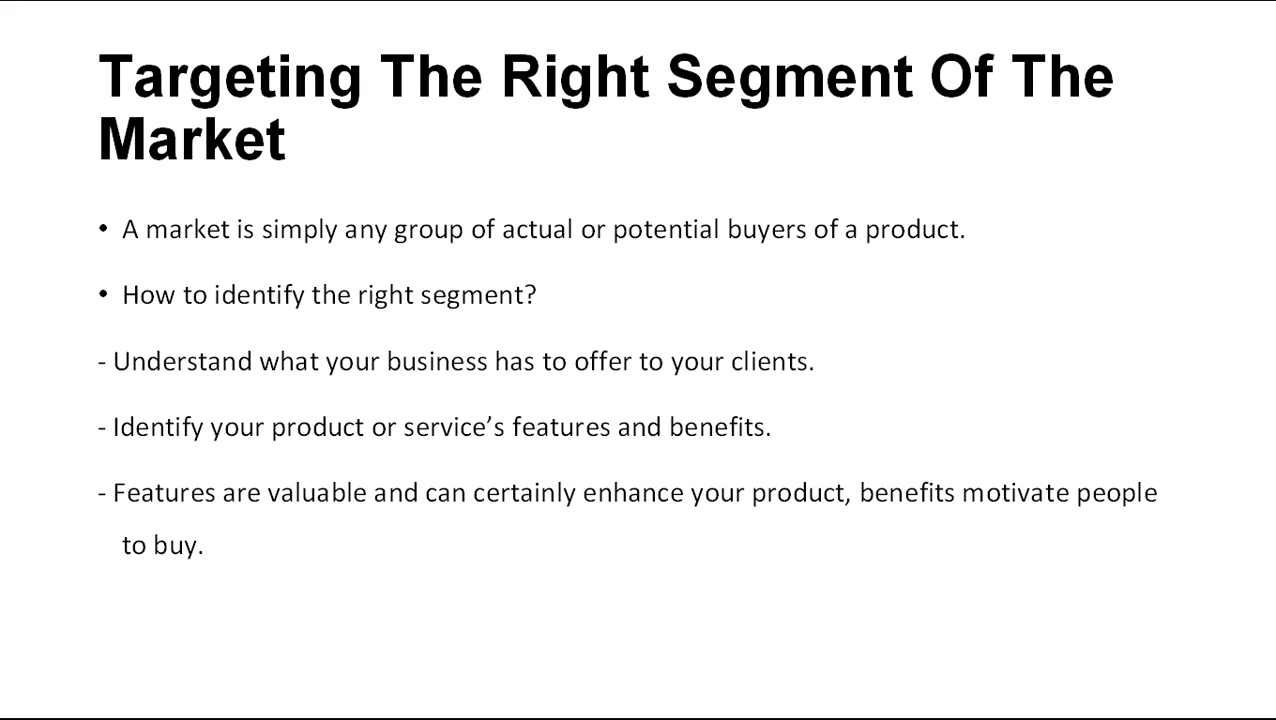 Targeting The Right Segment Of The
Market
• A market is simply any group of actual or potential buyers of a product.
• How to identify the right segment?
- Understand what your business has to offer to your clients.
- Identify your product or service’s features and benefits.
- Features are valuable and can certainly enhance your product, benefits motivate people
to buy.